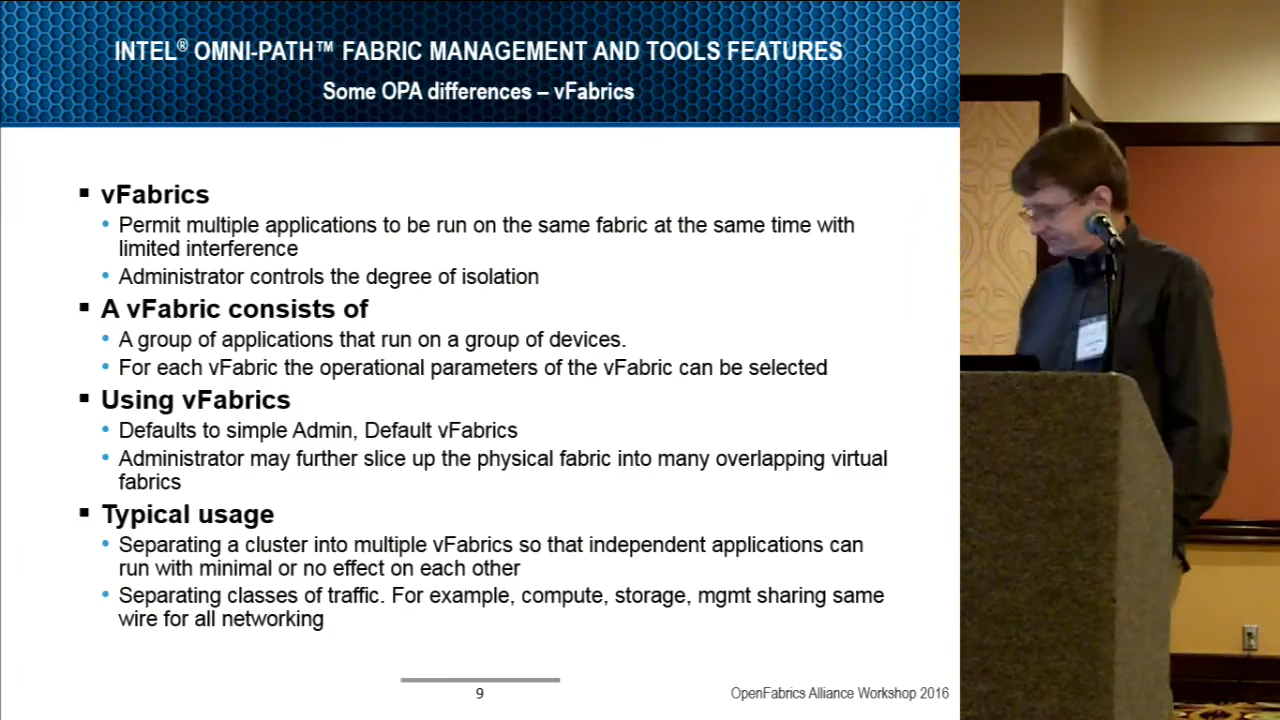 INTEL® OMNI-PATH™ FABRIC MANAGEMENT AND TOOLS FEATURES
Some OPA differences – vFabrics
▪ vFabrics
• Permit multiple applications to be run on the same fabric at the same time with
limited interference
• Administrator controls the degree of isolation
▪ A vFabric consists of
• A group of applications that run on a group of devices.
• For each vFabric the operational parameters of the vFabric can be selected
▪ Using vFabrics
• Defaults to simple Admin, Default vFabrics
• Administrator may further slice up the physical fabric into many overlapping virtual
fabrics
▪ Typical usage
• Separating a cluster into multiple vFabrics so that independent applications can
run with minimal or no effect on each other
• Separating classes of traffic. For example, compute, storage, mgmt sharing same
wire for all networking
9
OpenFabrics Alliance Workshop 2016